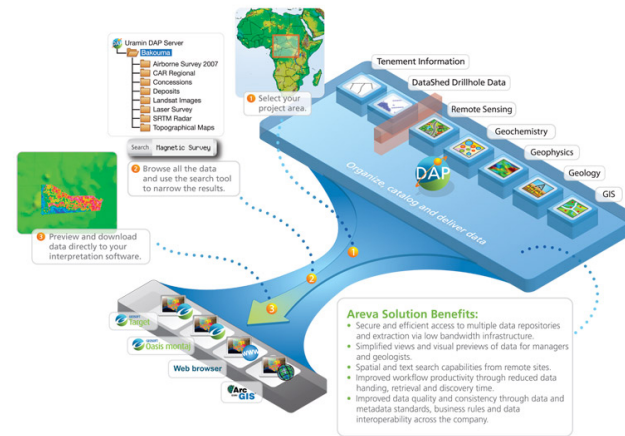 Uramin DAP Server
Bakouma
Airborne Survey 2007
CAR Regional
Concessions
Deposits
Landsat Images
Laser Survey
SRTM Radar
Topographical Maps
Search Magnetic Survey
2 Browse all the data
and use the search tool
to narrow the results.
1 Select your
project area.
3 Preview and download
data directly to your
interpretation software.
Tenement Information
DataShed Drillhole Data
Remote Sensing
Geochemistry
Geophysics
Geology
GIS
DAP
Organize, catalog and deliver data
1
2
3
Target
Oasis montaj
Web browser
www
Arc
GIS
Areva Solution Benefits:
• Secure and efficient access to multiple data repositories
and extraction via low bandwidth infrastructure.
• Simplified views and visual previews of data for managers
and geologists.
• Spatial and text search capabilities from remote sites.
• Improved workflow productivity through reduced data
handing, retrieval and discovery time.
• Improved data quality and consistency through data and
metadata standards, business rules and data
interoperability across the company.